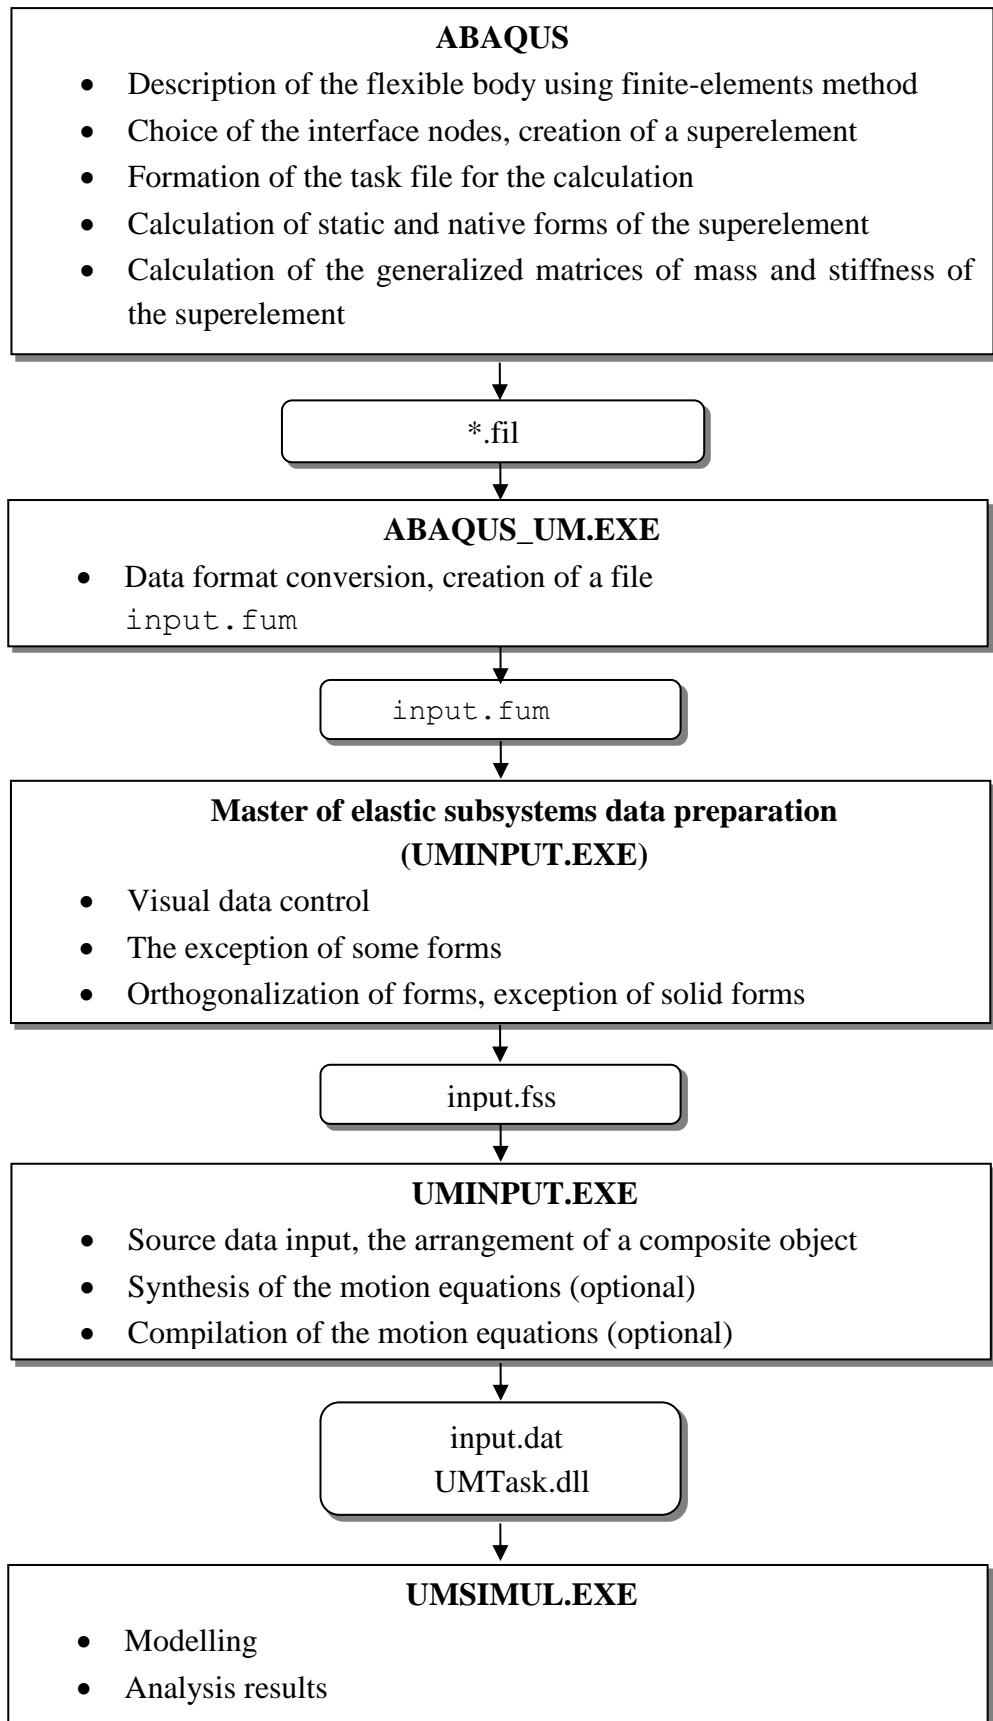 ABAQUS
• Description of the flexible body using finite-elements method
• Choice of the interface nodes, creation of a superelement
• Formation of the task file for the calculation
• Calculation of static and native forms of the superelement
• Calculation of the generalized matrices of mass and stiffness of
the superelement
*.fil
ABAQUS_UM.EXE
• Data format conversion, creation of a file
input.fum
input.fum
Master of elastic subsystems data preparation
(UMINPUT.EXE)
• Visual data control
• The exception of some forms
• Orthogonalization of forms, exception of solid forms
input.fss
UMINPUT.EXE
• Source data input, the arrangement of a composite object
• Synthesis of the motion equations (optional)
• Compilation of the motion equations (optional)
input.dat
UMTask.dll
UMSIMUL.EXE
• Modelling
• Analysis results